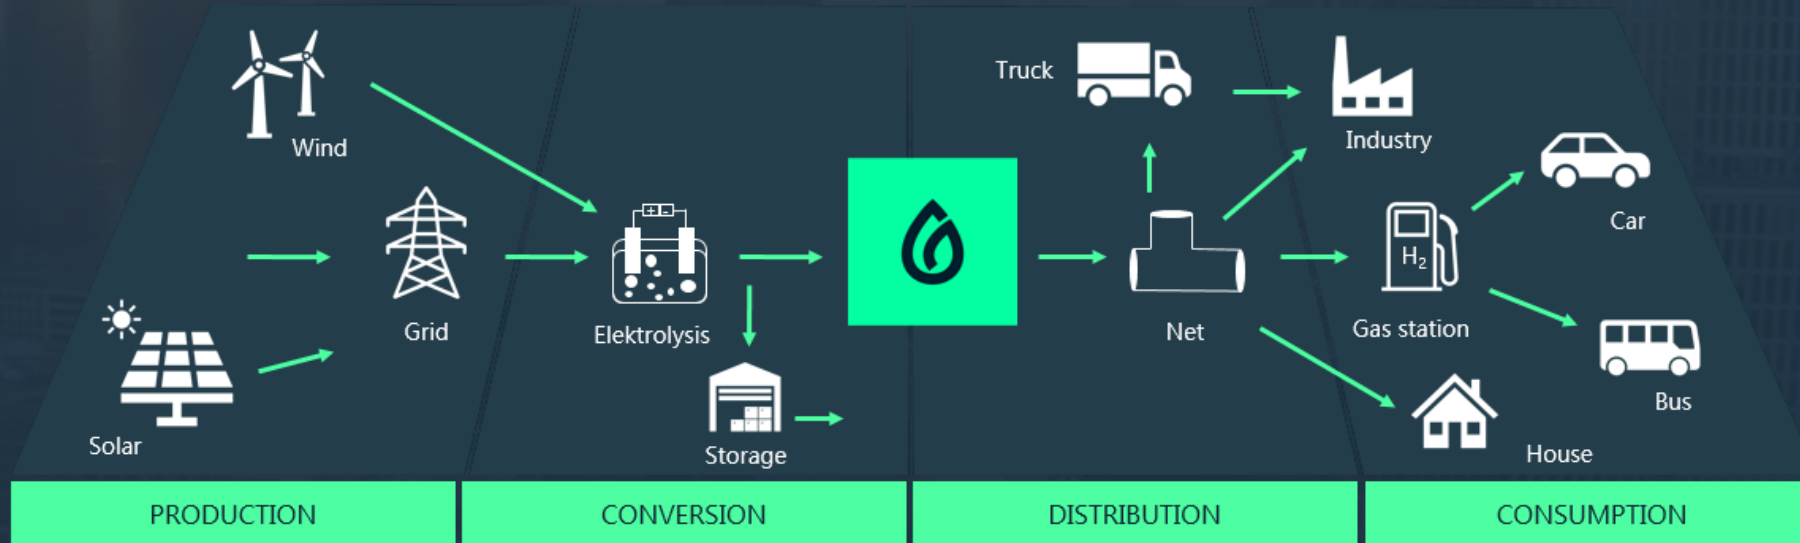 Truck
Wind
Industry
Car
+ -
H₂
Grid
Elektrolysis
Net
Gas station
Bus
Solar
Storage
House
PRODUCTION
CONVERSION
DISTRIBUTION
CONSUMPTION